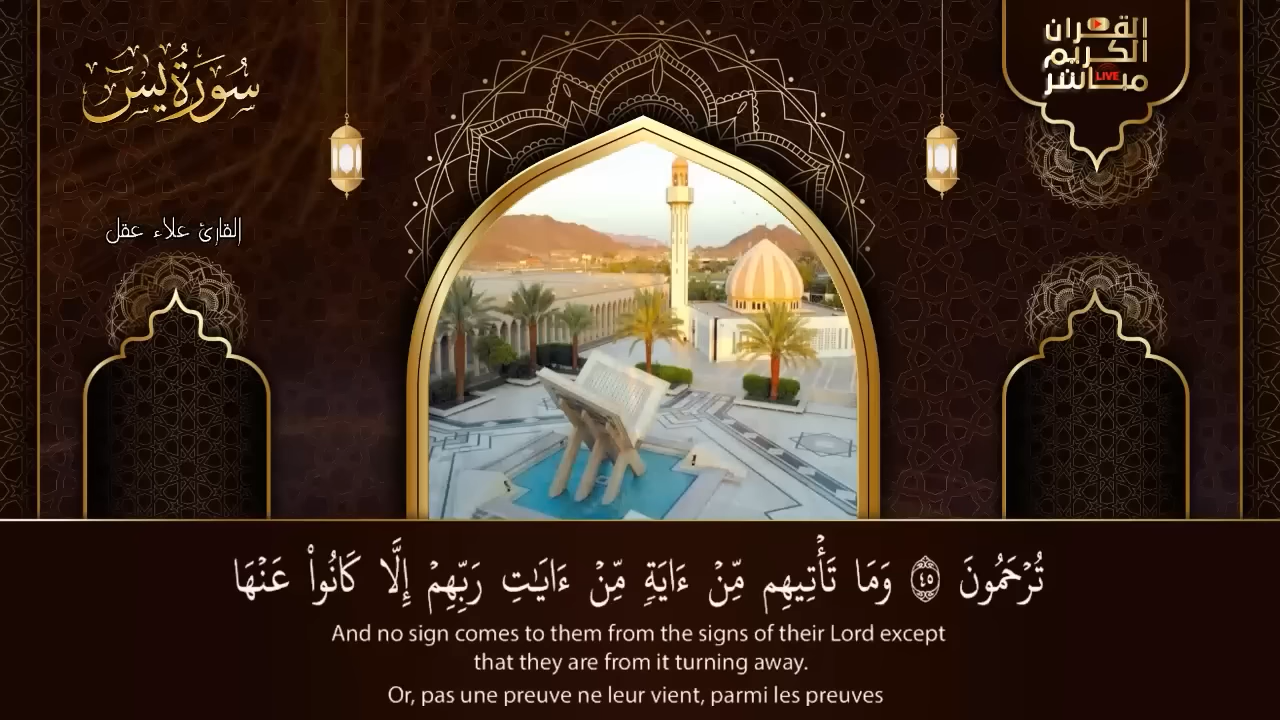 سُورَةُ يس
القرآن
الكريم
مباشر
LIVE
القارئ علاء عقل
تُرْحَمُونَ ٤٥ وَمَا تَأْتِيهِم مِّنْ ءَايَةٍ مِّنْ ءَايَٰتِ رَبِّهِمْ إِلَّا كَانُوا۟ عَنْهَا
And no sign comes to them from the signs of their Lord except
that they are from it turning away.
Or, pas une preuve ne leur vient, parmi les preuves